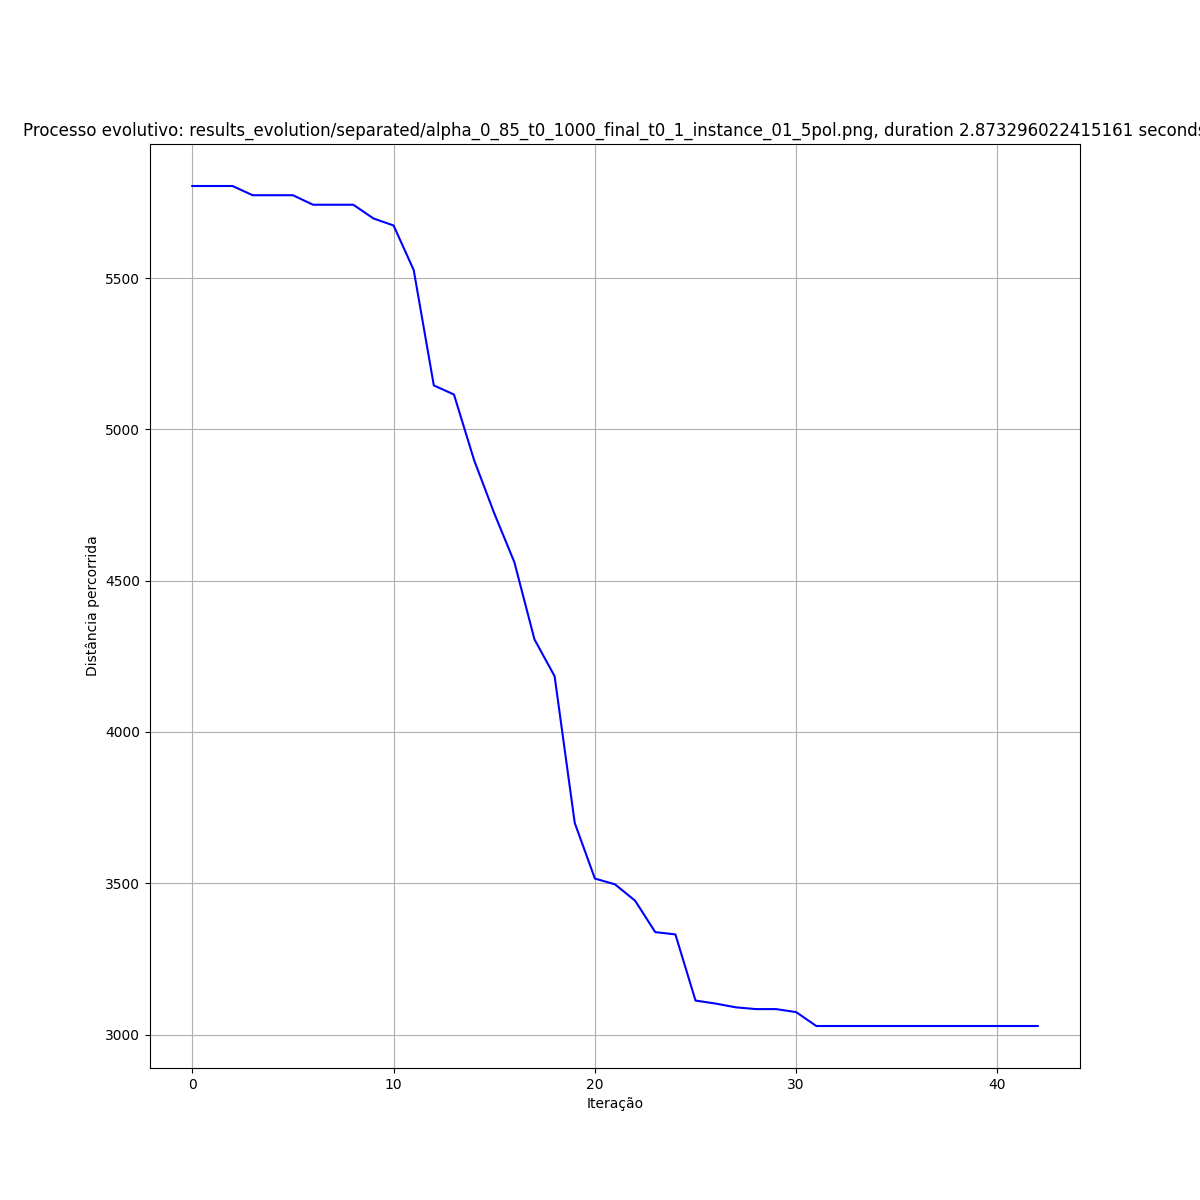 Processo evolutivo: results_evolution/separated/alpha_0_85_t0_1000_final_t0_1_instance_01_5pol.png, duration 2.873296022415161 seconds
5500
5000
4500
4000
3500
3000
Distância percorrida
0 10 20 30 40
Iteração